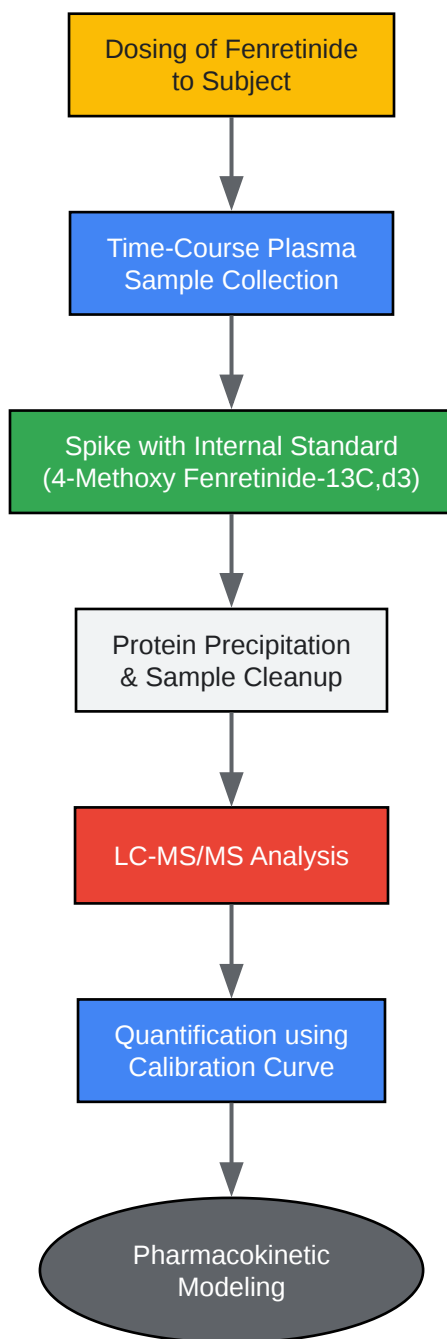 Dosing of Fenretinide
to Subject
Time-Course Plasma
Sample Collection
Spike with Internal Standard
(4-Methoxy Fenretinide-13C,d3)
Protein Precipitation
& Sample Cleanup
LC-MS/MS Analysis
Quantification using
Calibration Curve
Pharmacokinetic
Modeling